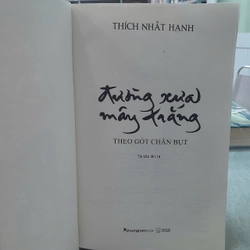 THÍCH NHẤT HẠNH
đường xưa
mây trắng
THEO GÓT CHÂN BỤT